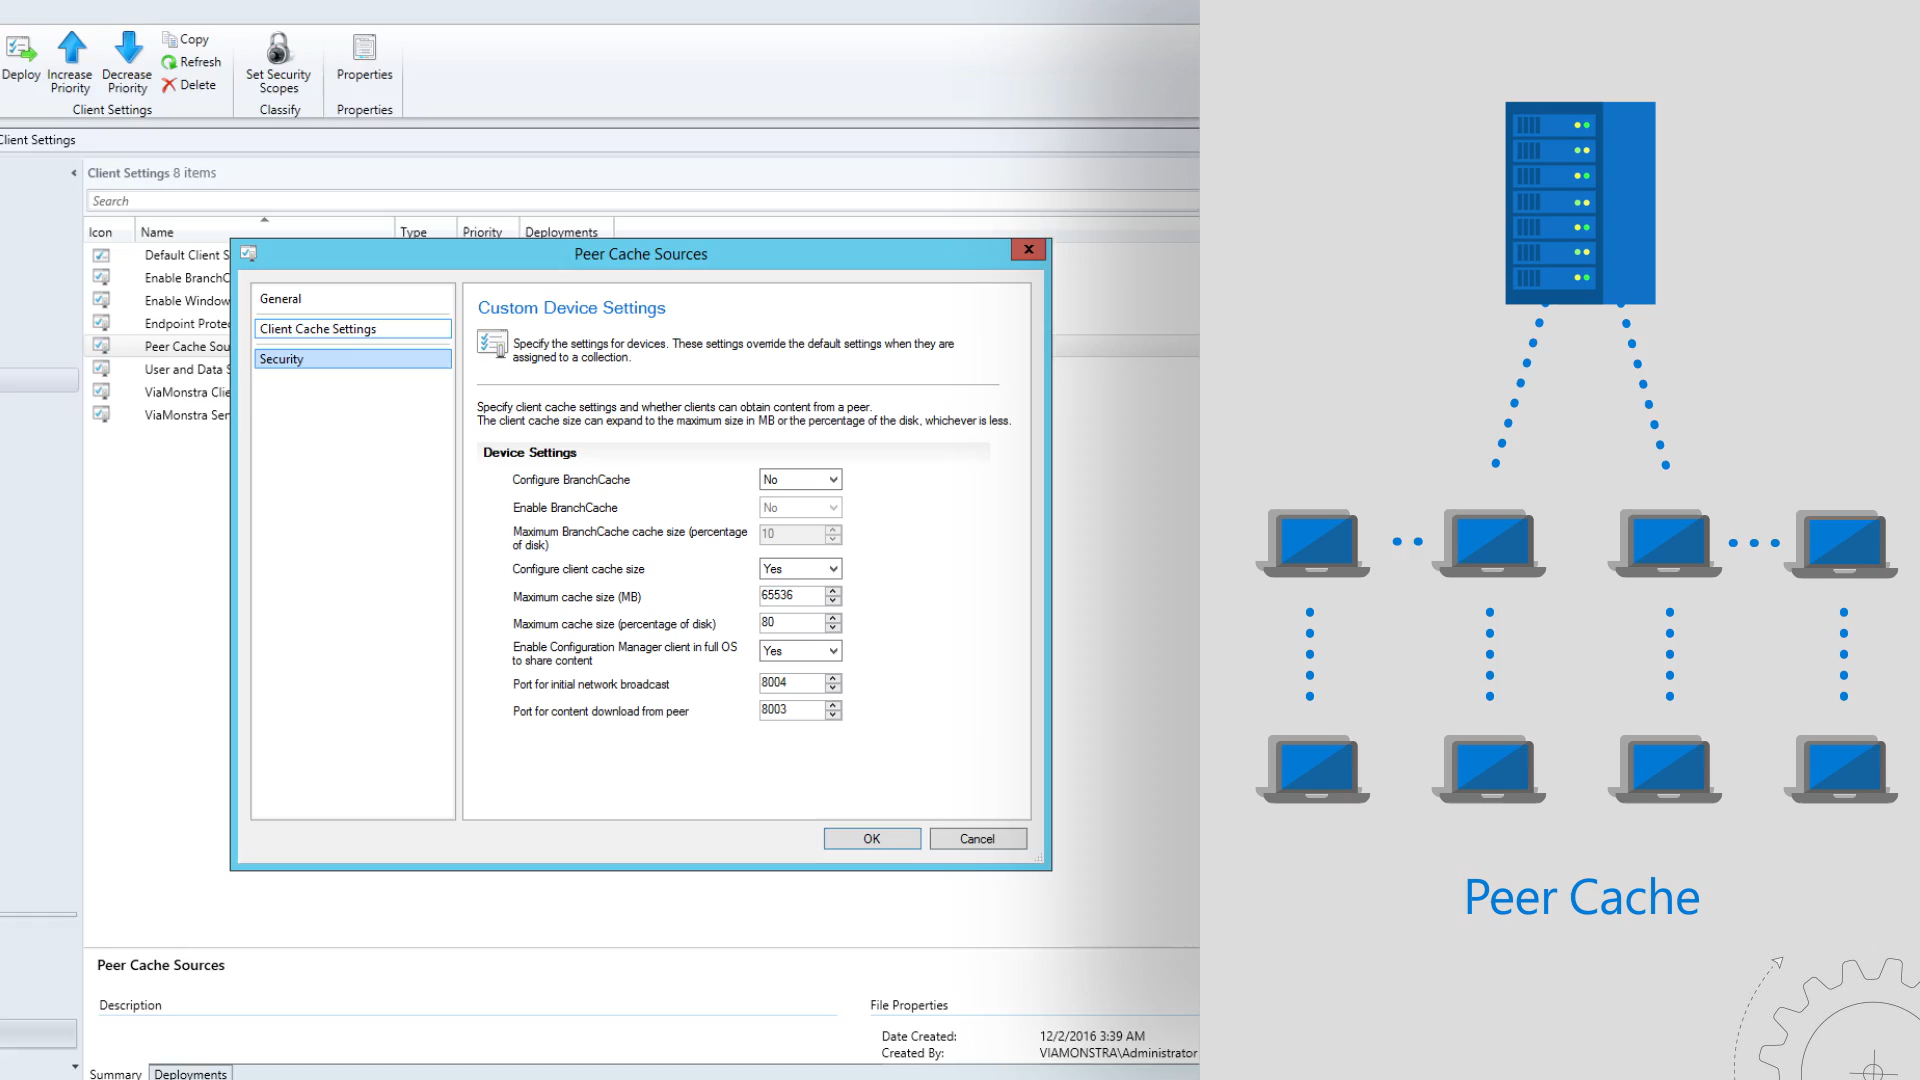 Deploy
Increase Priority
Decrease Priority
Copy
Refresh
Delete
Client Settings
Set Security Scopes
Classify
Properties
Properties
Client Settings
Client Settings 8 items
Search
Icon Name Type Priority Deployments
Default Client S
Enable BranchC
Enable Window
Endpoint Prote
Peer Cache Sou
User and Data S
ViaMonstra Clie
ViaMonstra Ser
Peer Cache Sources
x
General
Client Cache Settings
Security
Custom Device Settings
Specify the settings for devices. These settings override the default settings when they are
assigned to a collection.
Specify client cache settings and whether clients can obtain content from a peer.
The client cache size can expand to the maximum size in MB or the percentage of the disk, whichever is less.
Device Settings
Configure BranchCache No
Enable BranchCache No
Maximum BranchCache cache size (percentage
of disk) 10
Configure client cache size Yes
Maximum cache size (MB) 65536
Maximum cache size (percentage of disk) 80
Enable Configuration Manager client in full OS
to share content Yes
Port for initial network broadcast 8004
Port for content download from peer 8003
OK Cancel
Peer Cache Sources
Description
File Properties
Date Created: 12/2/2016 3:39 AM
Created By: VIAMONSTRA\Administrator
Summary Deployments
Peer Cache